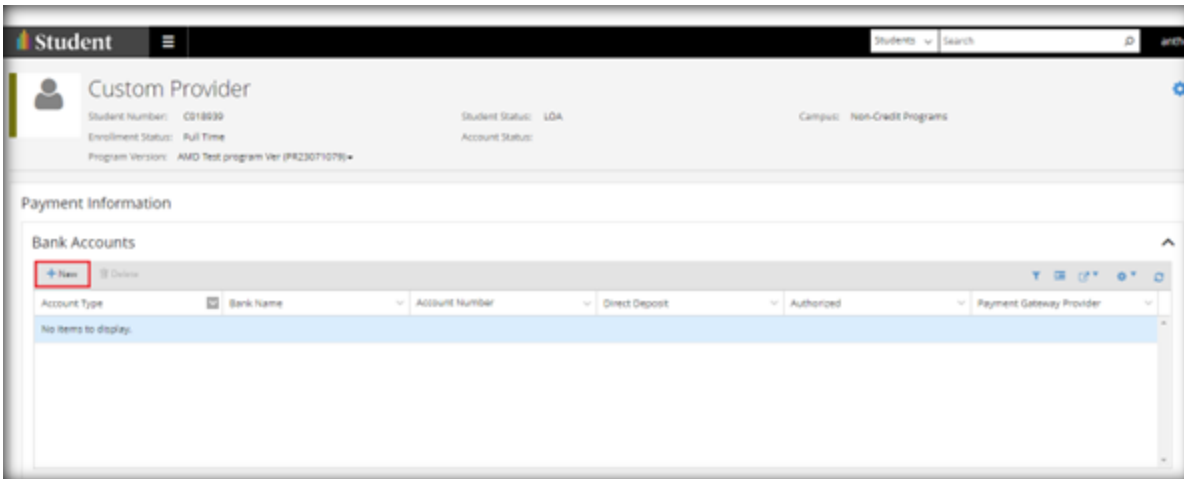 Student
Students Search anth
Custom Provider
Student Number: C018939 Student Status: LOA Campus: Non-Credit Programs
Enrollment Status: Full Time Account Status:
Program Version: AMD Test program Ver (PR23071079)
Payment Information
Bank Accounts
+ New Delete
Account Type Bank Name Account Number Direct Deposit Authorized Payment Gateway Provider
No items to display.